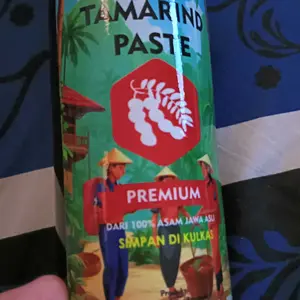 TAMARIND
PASTE
PREMIUM
DARI 100% ASAM JAWA ASLI
SIMPAN DI KULKAS